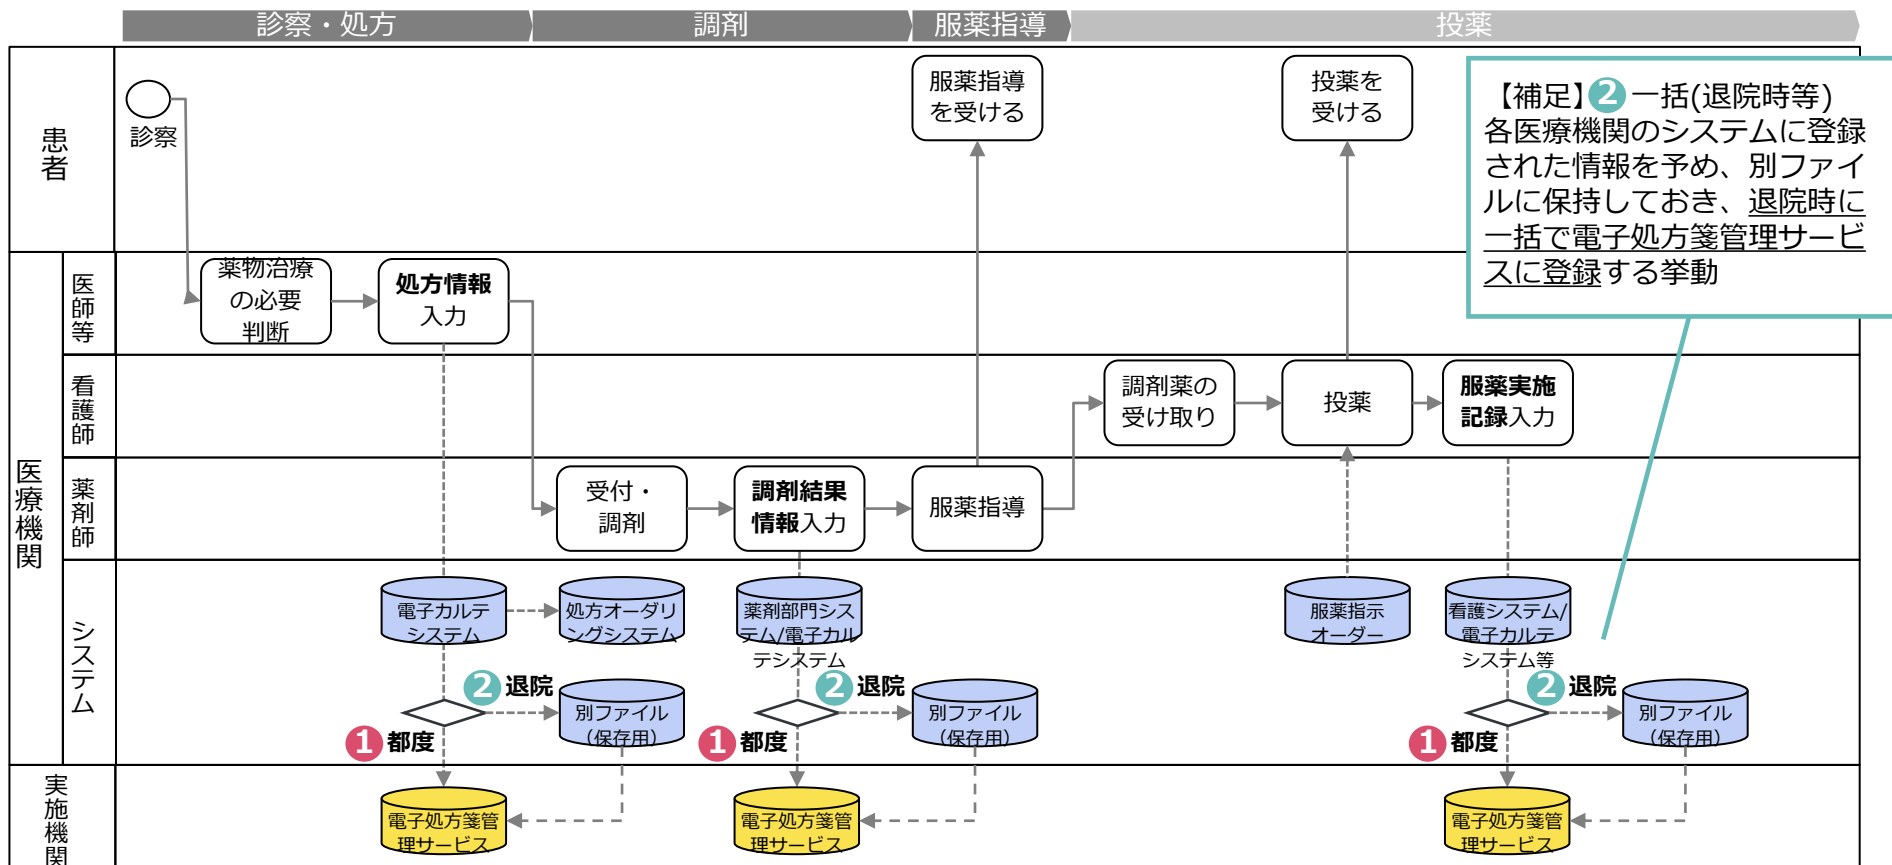 診察・処方
調剤
服薬指導
投薬
患者
診察
服薬指導
を受ける
投薬を
受ける
【補足】2 一括(退院時等)
各医療機関のシステムに登録
された情報を予め、別ファイ
ルに保持しておき、退院時に
一括で電子処方箋管理サービ
スに登録する挙動
医療機関
医師等
薬物治療
の必要
判断
処方情報
入力
看護師
調剤薬の
受け取り
投薬
服薬実施
記録入力
薬剤師
受付・
調剤
調剤結果
情報入力
服薬指導
システム
電子カルテ
システム
処方オーダリ
ングシステム
薬剤部門シス
テム/電子カル
テシステム
服薬指示
オーダー
看護システム/
電子カルテ
システム等
2 退院
別ファイル
（保存用）
1 都度
2 退院
別ファイル
（保存用）
1 都度
2 退院
別ファイル
（保存用）
1 都度
実施機関
電子処方箋管
理サービス
電子処方箋管
理サービス
電子処方箋管
理サービス